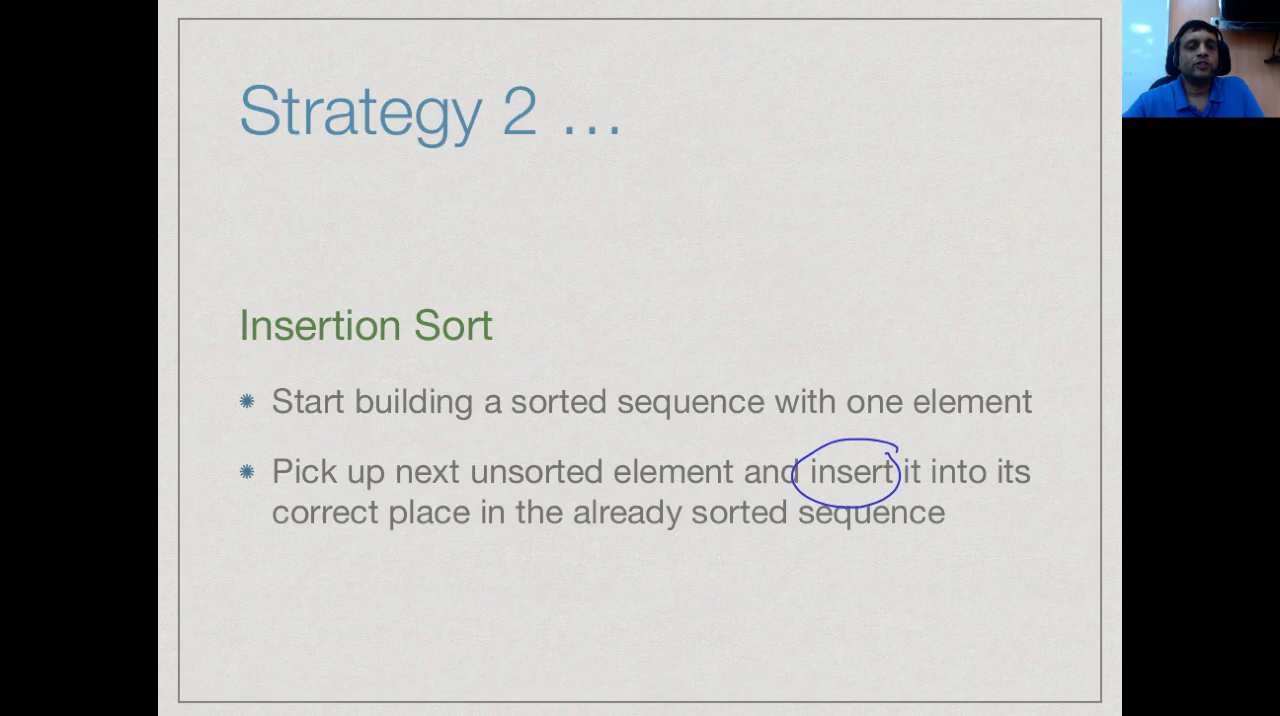 Strategy 2 …
Insertion Sort
Start building a sorted sequence with one element
Pick up next unsorted element and insert it into its
correct place in the already sorted sequence